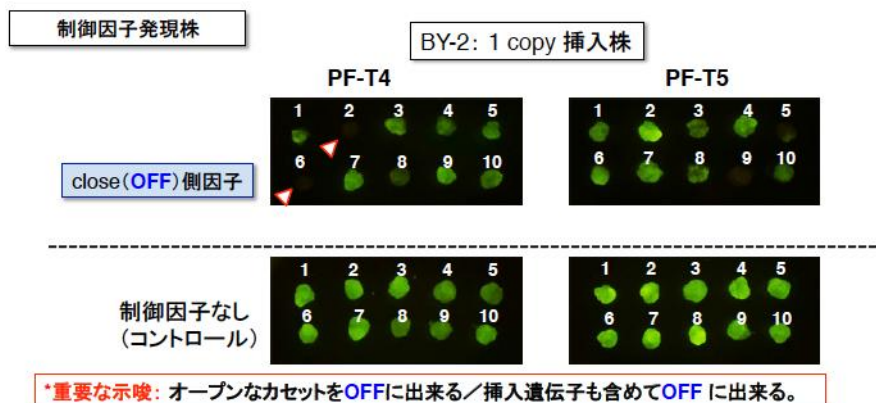 制御因子発現株
BY-2: 1 copy 挿入株
PF-T4
PF-T5
1 2 3 4 5
6 7 8 9 10
1 2 3 4 5
6 7 8 9 10
close(OFF)側因子
1 2 3 4 5
6 7 8 9 10
1 2 3 4 5
6 7 8 9 10
制御因子なし
(コントロール)
*重要な示唆: オープンなカセットをOFFに出来る/挿入遺伝子も含めてOFF に出来る。